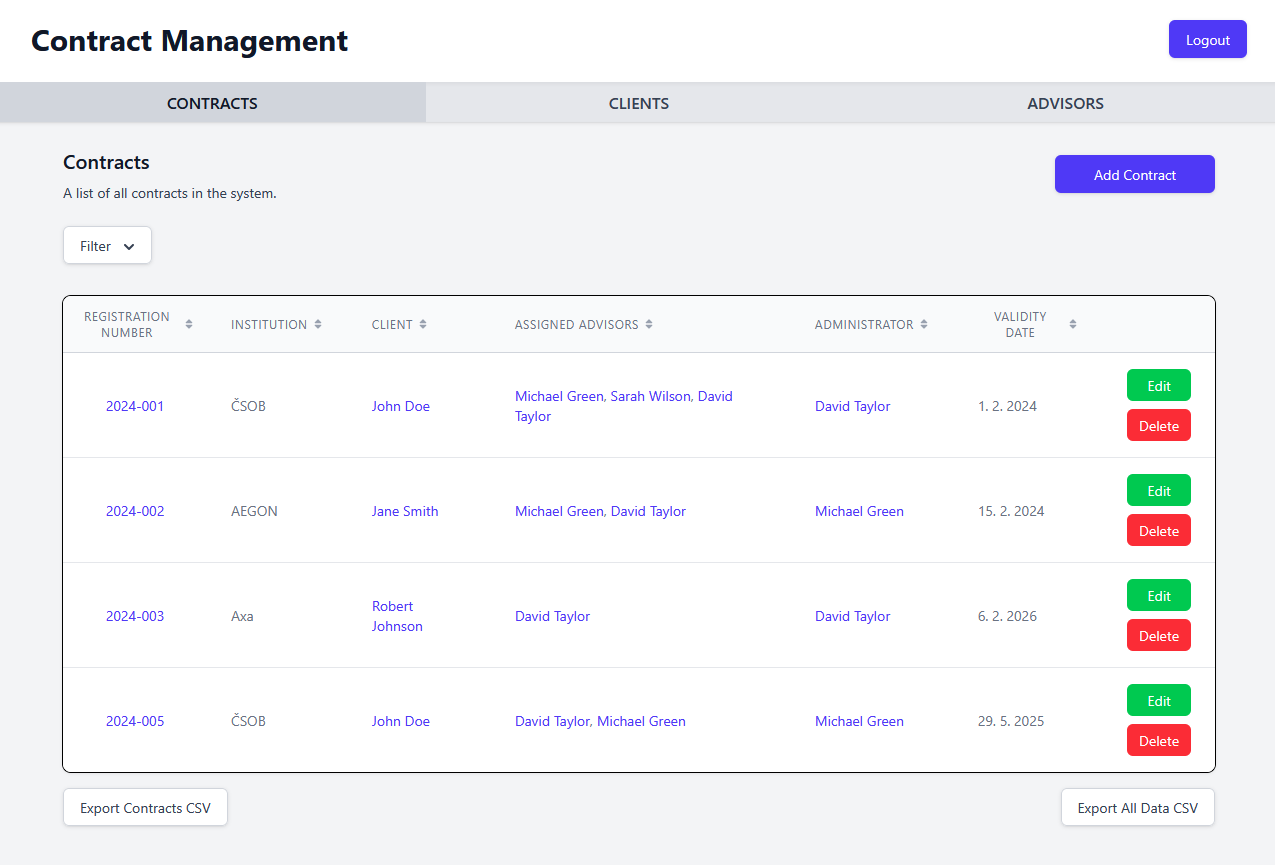 Contract Management
Logout
CONTRACTS
CLIENTS
ADVISORS
Contracts
A list of all contracts in the system.
Add Contract
Filter
REGISTRATION
NUMBER
INSTITUTION
CLIENT
ASSIGNED ADVISORS
ADMINISTRATOR
VALIDITY
DATE
2024-001
ČSOB
John Doe
Michael Green, Sarah Wilson, David
Taylor
David Taylor
1. 2. 2024
Edit
Delete
2024-002
AEGON
Jane Smith
Michael Green, David Taylor
Michael Green
15. 2. 2024
Edit
Delete
2024-003
Axa
Robert
Johnson
David Taylor
David Taylor
6. 2. 2026
Edit
Delete
2024-005
ČSOB
John Doe
David Taylor, Michael Green
Michael Green
29. 5. 2025
Edit
Delete
Export Contracts CSV
Export All Data CSV